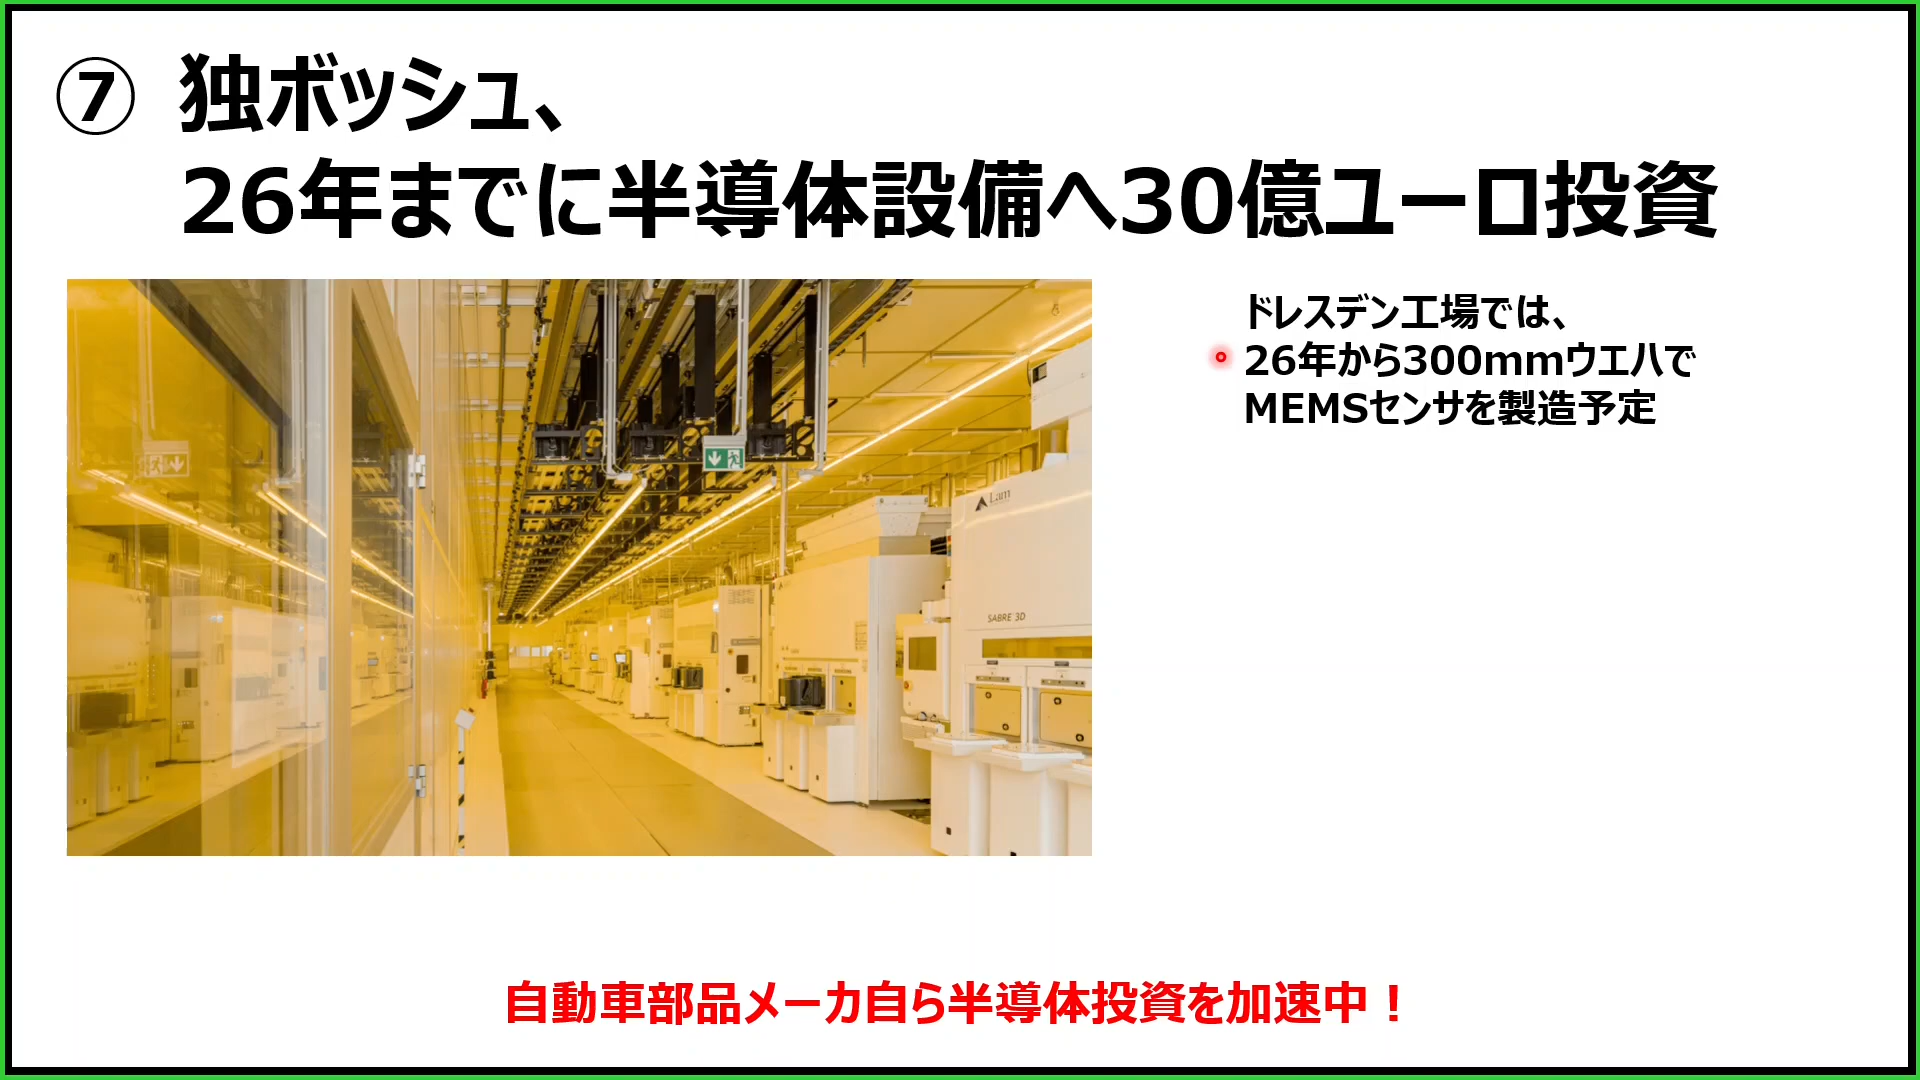 ⑦ 独ボッシュ、
26年までに半導体設備へ30億ユーロ投資
ドレスデン工場では、
26年から300mmウエハで
MEMSセンサを製造予定
Lam
SABRE 3D
自動車部品メーカ自ら半導体投資を加速中！